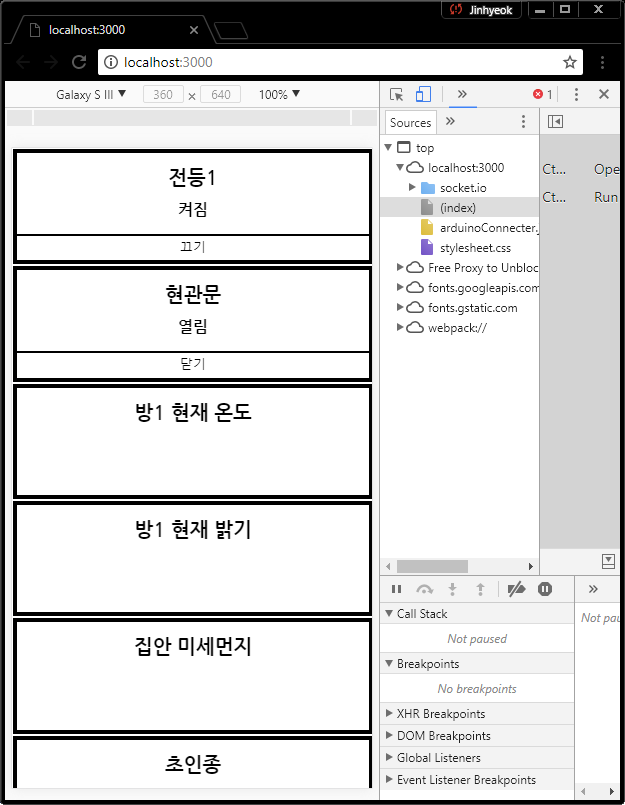 Jinhyeok
localhost:3000
localhost:3000
Galaxy S III ▼ 360 × 640 100% ▼
1
전등1
켜짐
끄기
현관문
열림
닫기
방1 현재 온도
방1 현재 밝기
집안 미세먼지
초인종
Sources
top
localhost:3000
socket.io
(index)
arduinoConnecter.
stylesheet.css
Free Proxy to Unbloc
fonts.googleapis.com
fonts.gstatic.com
webpack://
Ct... Ope
Ct... Run
Call Stack
Not paused
Breakpoints
No breakpoints
XHR Breakpoints
DOM Breakpoints
Global Listeners
Event Listener Breakpoints
Not pau